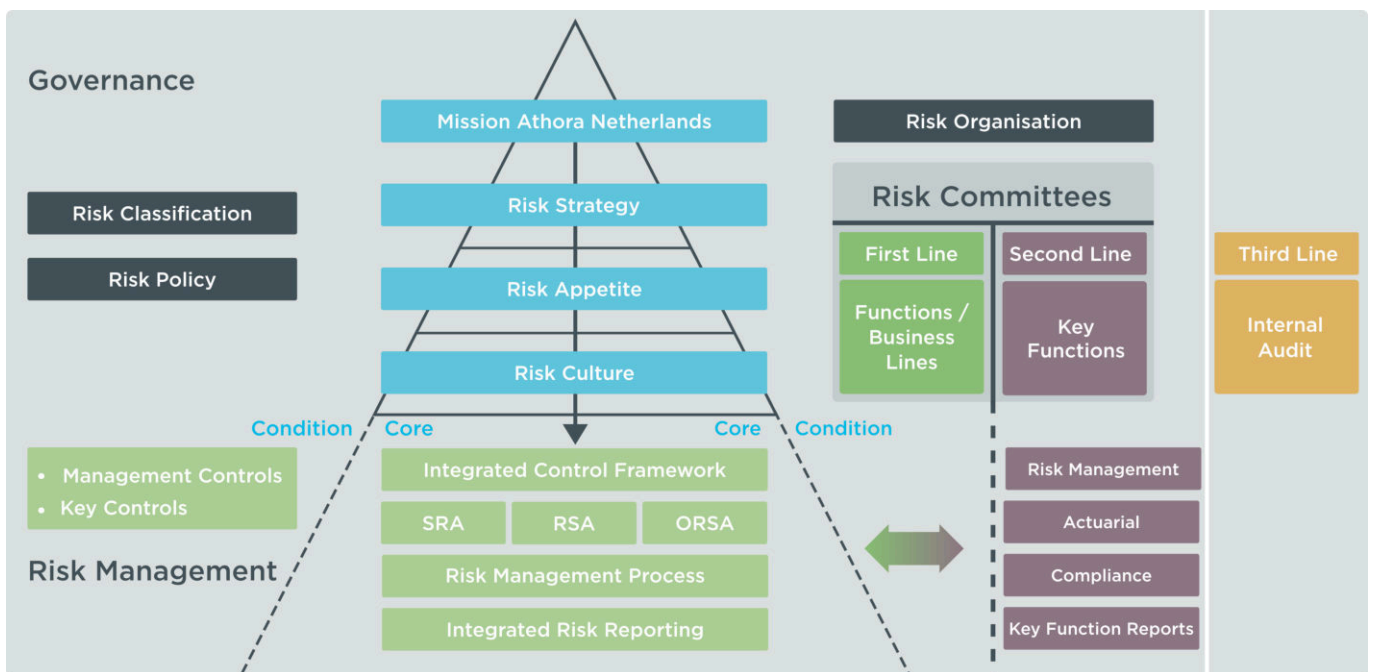 Governance
Mission Athora Netherlands
Risk Organisation
Risk Classification
Risk Strategy
Risk Committees
Risk Policy
Risk Appetite
First Line
Second Line
Third Line
Functions /
Business
Lines
Key
Functions
Internal
Audit
Risk Culture
Condition
Core
Core
Condition
• Management Controls
• Key Controls
Integrated Control Framework
Risk Management
SRA
RSA
ORSA
Actuarial
Risk Management
Risk Management Process
Compliance
Integrated Risk Reporting
Key Function Reports